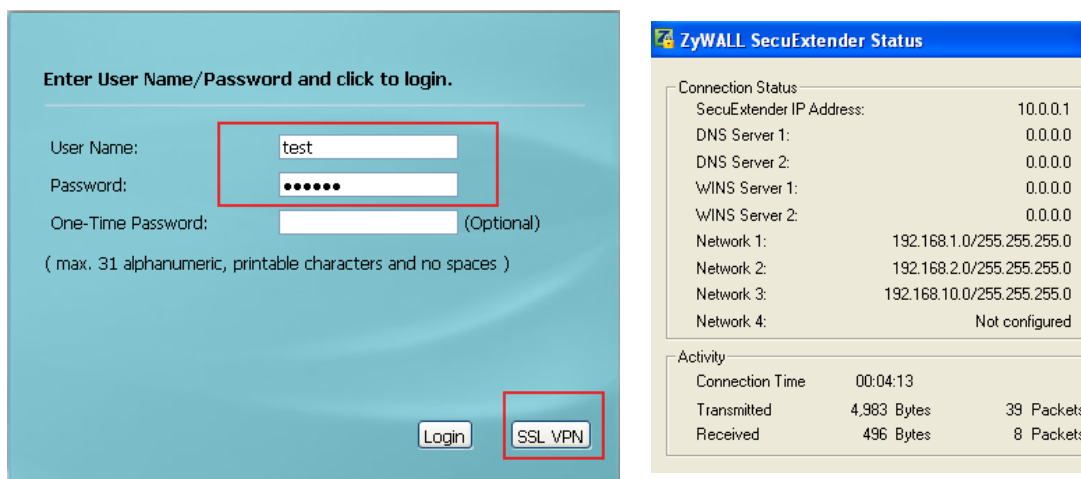 Enter User Name/Password and click to login.
User Name: test
Password: ••••••
One-Time Password: (Optional)
( max. 31 alphanumeric, printable characters and no spaces )
Login SSL VPN
ZyWALL SecuExtender Status
Connection Status
SecuExtender IP Address: 10.0.0.1
DNS Server 1: 0.0.0.0
DNS Server 2: 0.0.0.0
WINS Server 1: 0.0.0.0
WINS Server 2: 0.0.0.0
Network 1: 192.168.1.0/255.255.255.0
Network 2: 192.168.2.0/255.255.255.0
Network 3: 192.168.10.0/255.255.255.0
Network 4: Not configured
Activity
Connection Time 00:04:13
Transmitted 4,983 Bytes 39 Packets
Received 496 Bytes 8 Packets